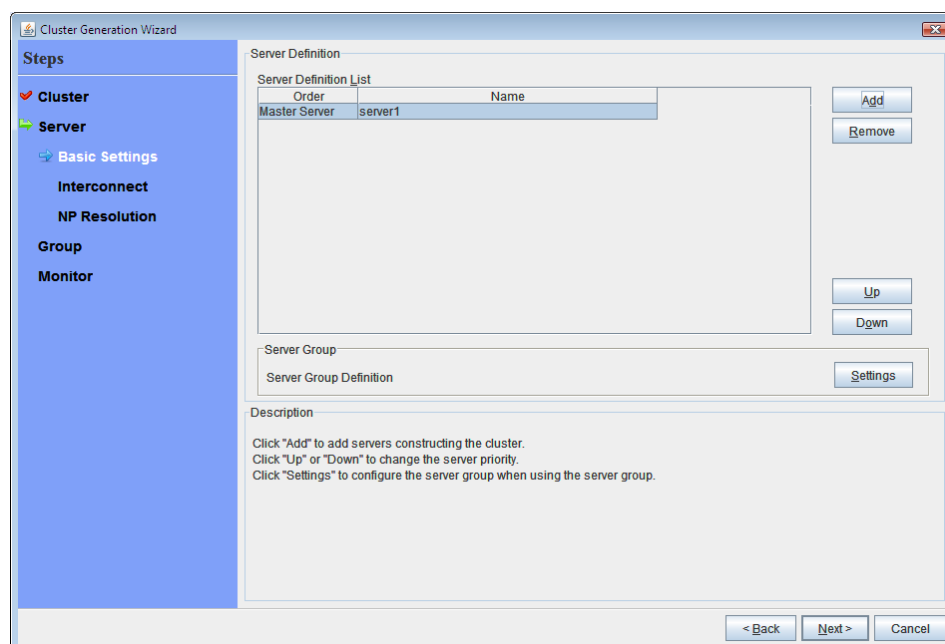 Cluster Generation Wizard
Steps
Cluster
Server
Basic Settings
Interconnect
NP Resolution
Group
Monitor
Server Definition
Server Definition List
Order Name
Master Server server1
Add
Remove
Up
Down
Server Group
Server Group Definition
Settings
Description
Click "Add" to add servers constructing the cluster.
Click "Up" or "Down" to change the server priority.
Click "Settings" to configure the server group when using the server group.
< Back Next > Cancel